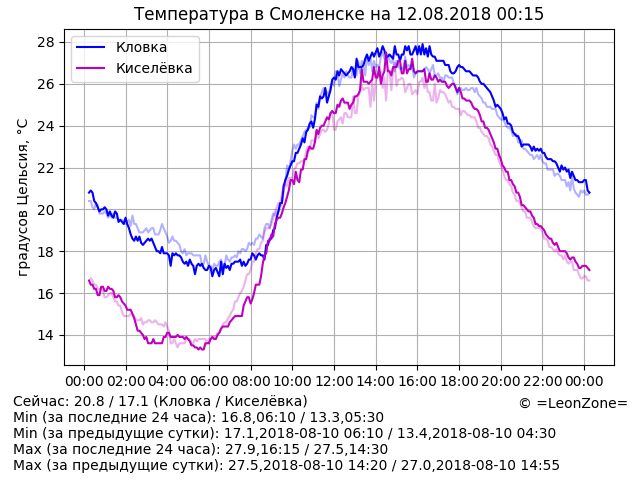 Температура в Смоленске на 12.08.2018 00:15
градусов Цельсия, °C
28
26
24
22
20
18
16
14
Кловка
Киселёвка
00:00 02:00 04:00 06:00 08:00 10:00 12:00 14:00 16:00 18:00 20:00 22:00 00:00
Сейчас: 20.8 / 17.1 (Кловка / Киселёвка)
© =LeonZone=
Min (за последние 24 часа): 16.8,06:10 / 13.3,05:30
Min (за предыдущие сутки): 17.1,2018-08-10 06:10 / 13.4,2018-08-10 04:30
Max (за последние 24 часа): 27.9,16:15 / 27.5,14:30
Max (за предыдущие сутки): 27.5,2018-08-10 14:20 / 27.0,2018-08-10 14:55